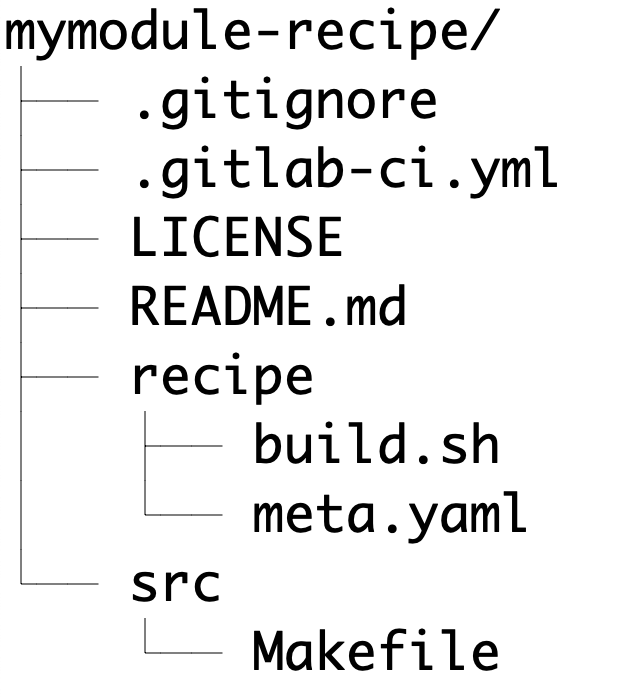 mymodule-recipe/
.gitignore
.gitlab-ci.yml
LICENSE
README.md
recipe
build.sh
meta.yaml
src
Makefile